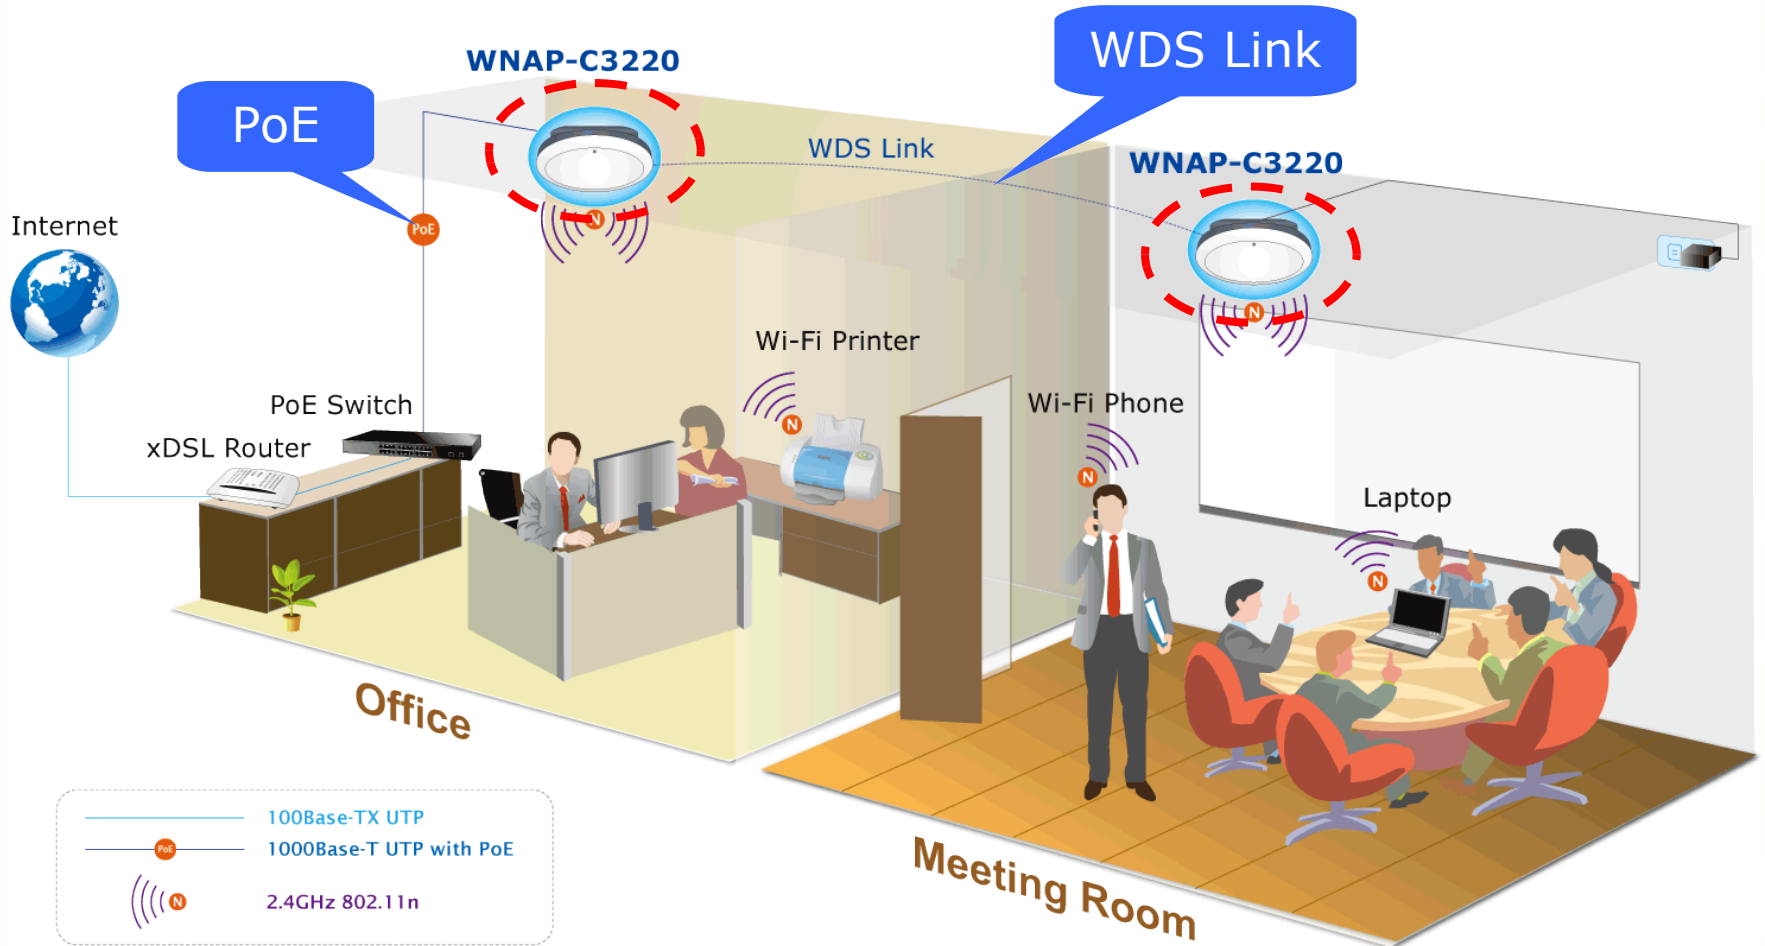 WNAP-C3220
WDS Link
PoE
WDS Link
WNAP-C3220
Internet
PoE
N
N
Wi-Fi Printer
PoE Switch
Wi-Fi Phone
xDSL Router
N
N
Laptop
N
Office
Meeting Room
100Base-TX UTP
PoE
1000Base-T UTP with PoE
N
2.4GHz 802.11n